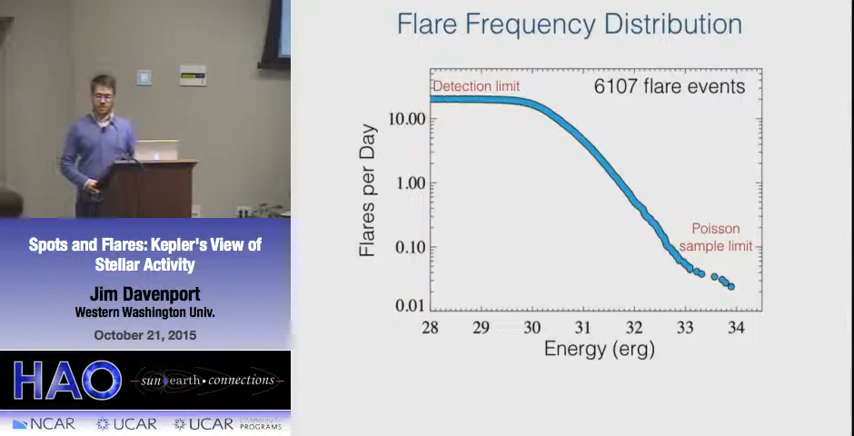 Flare Frequency Distribution
Detection limit
6107 flare events
10.00
1.00
0.10
0.01
Flares per Day
Poisson
sample limit
28 29 30 31 32 33 34
Energy (erg)
Spots and Flares: Kepler's View of
Stellar Activity
Jim Davenport
Western Washington Univ.
October 21, 2015
HAO
sun earth • connections
NCAR UCAR UCAR
PROGRAMS